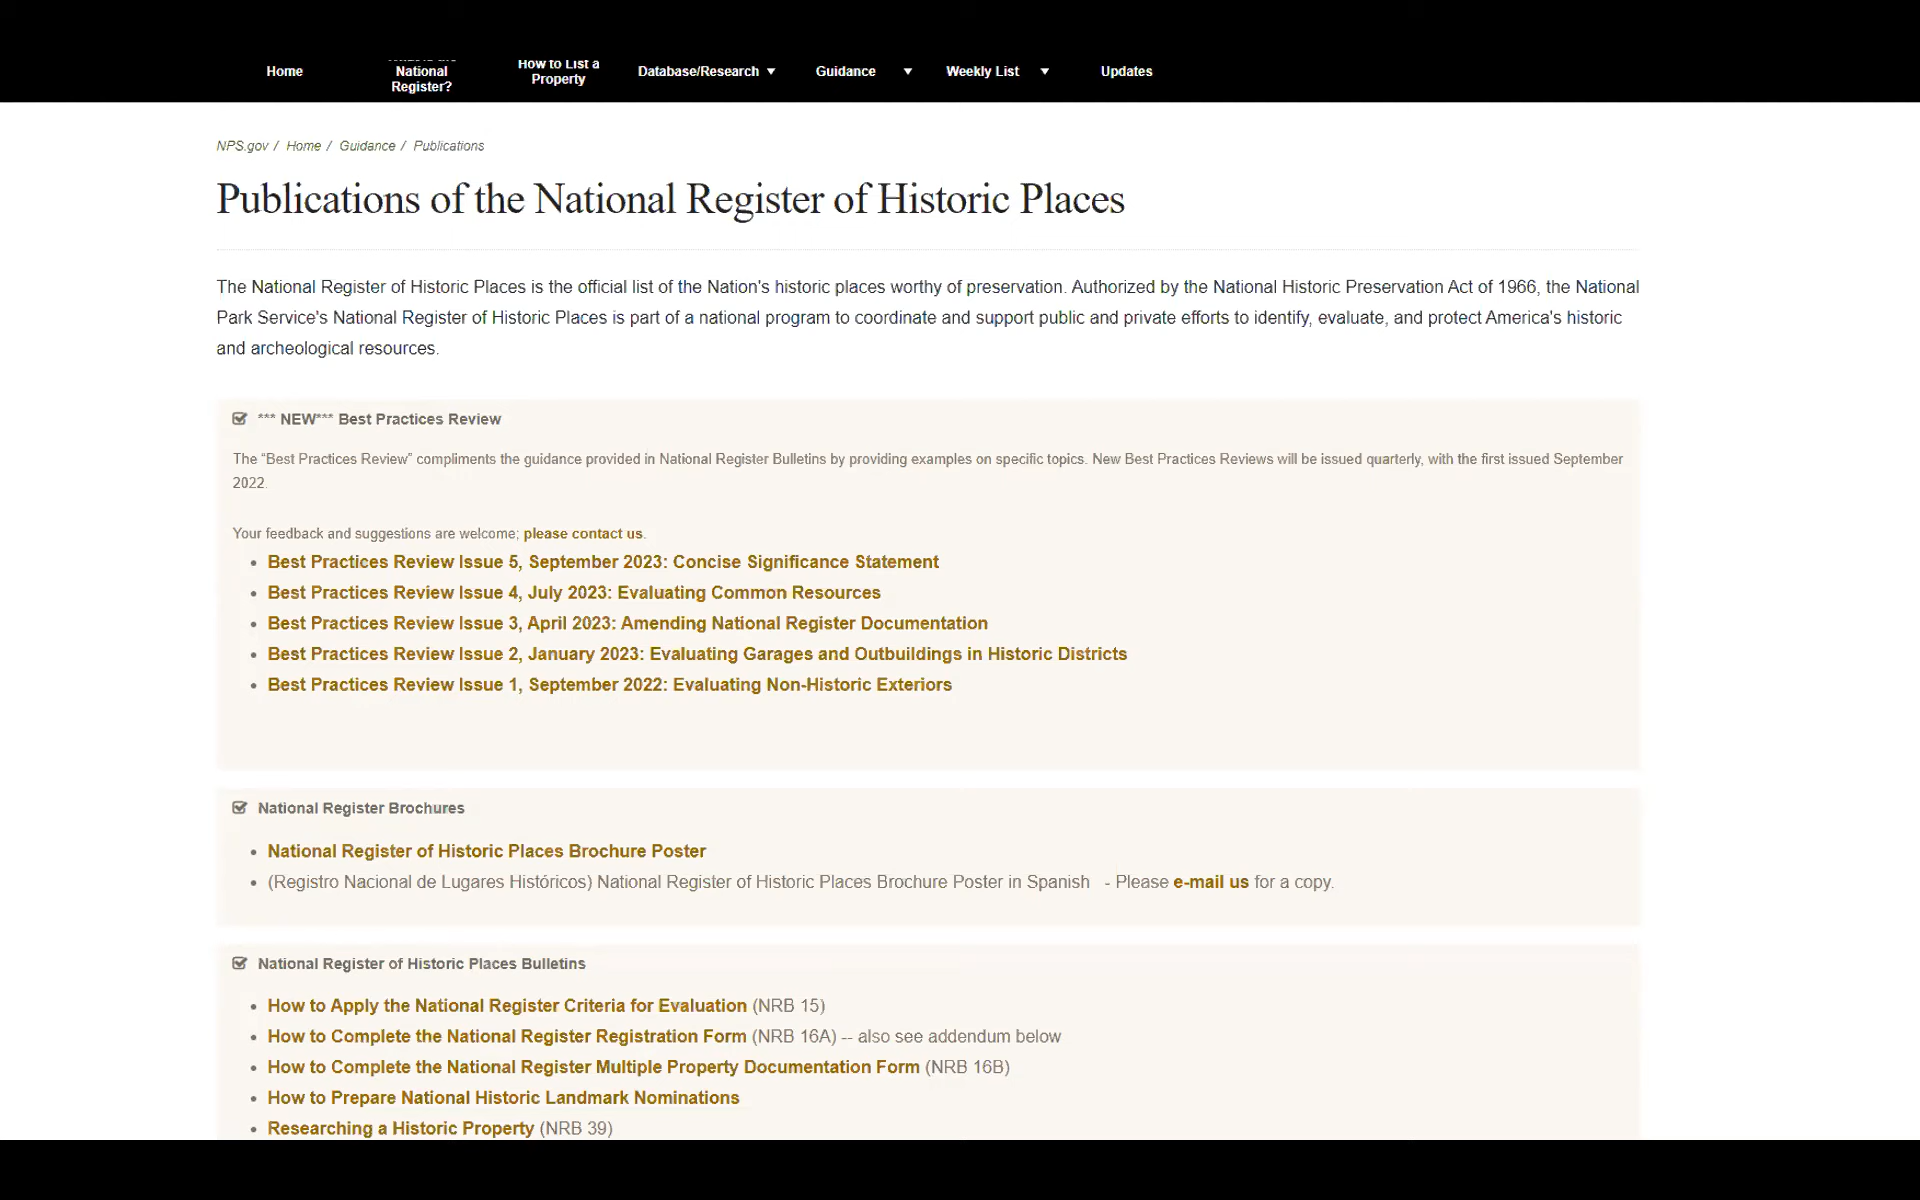 Home
National
Register?
How to List a
Property
Database/Research
Guidance
Weekly List
Updates
NPS.gov / Home / Guidance / Publications
Publications of the National Register of Historic Places
The National Register of Historic Places is the official list of the Nation's historic places worthy of preservation. Authorized by the National Historic Preservation Act of 1966, the National
Park Service's National Register of Historic Places is part of a national program to coordinate and support public and private efforts to identify, evaluate, and protect America's historic
and archeological resources.
*** NEW*** Best Practices Review
The “Best Practices Review” compliments the guidance provided in National Register Bulletins by providing examples on specific topics. New Best Practices Reviews will be issued quarterly, with the first issued September
2022.
Your feedback and suggestions are welcome; please contact us.
• Best Practices Review Issue 5, September 2023: Concise Significance Statement
• Best Practices Review Issue 4, July 2023: Evaluating Common Resources
• Best Practices Review Issue 3, April 2023: Amending National Register Documentation
• Best Practices Review Issue 2, January 2023: Evaluating Garages and Outbuildings in Historic Districts
• Best Practices Review Issue 1, September 2022: Evaluating Non-Historic Exteriors
National Register Brochures
• National Register of Historic Places Brochure Poster
• (Registro Nacional de Lugares Históricos) National Register of Historic Places Brochure Poster in Spanish - Please e-mail us for a copy.
National Register of Historic Places Bulletins
• How to Apply the National Register Criteria for Evaluation (NRB 15)
• How to Complete the National Register Registration Form (NRB 16A) -- also see addendum below
• How to Complete the National Register Multiple Property Documentation Form (NRB 16B)
• How to Prepare National Historic Landmark Nominations
• Researching a Historic Property (NRB 39)